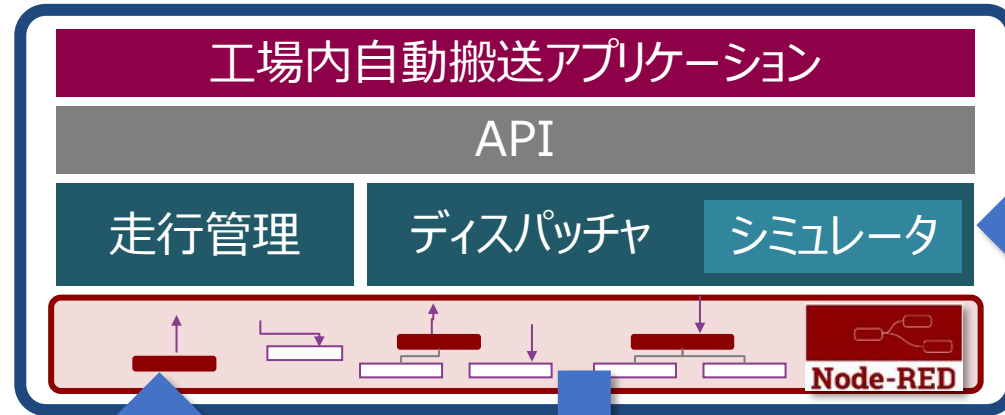 工場内自動搬送アプリケーション
API
走行管理
ディスパッチャ
シミュレータ
Node-RED